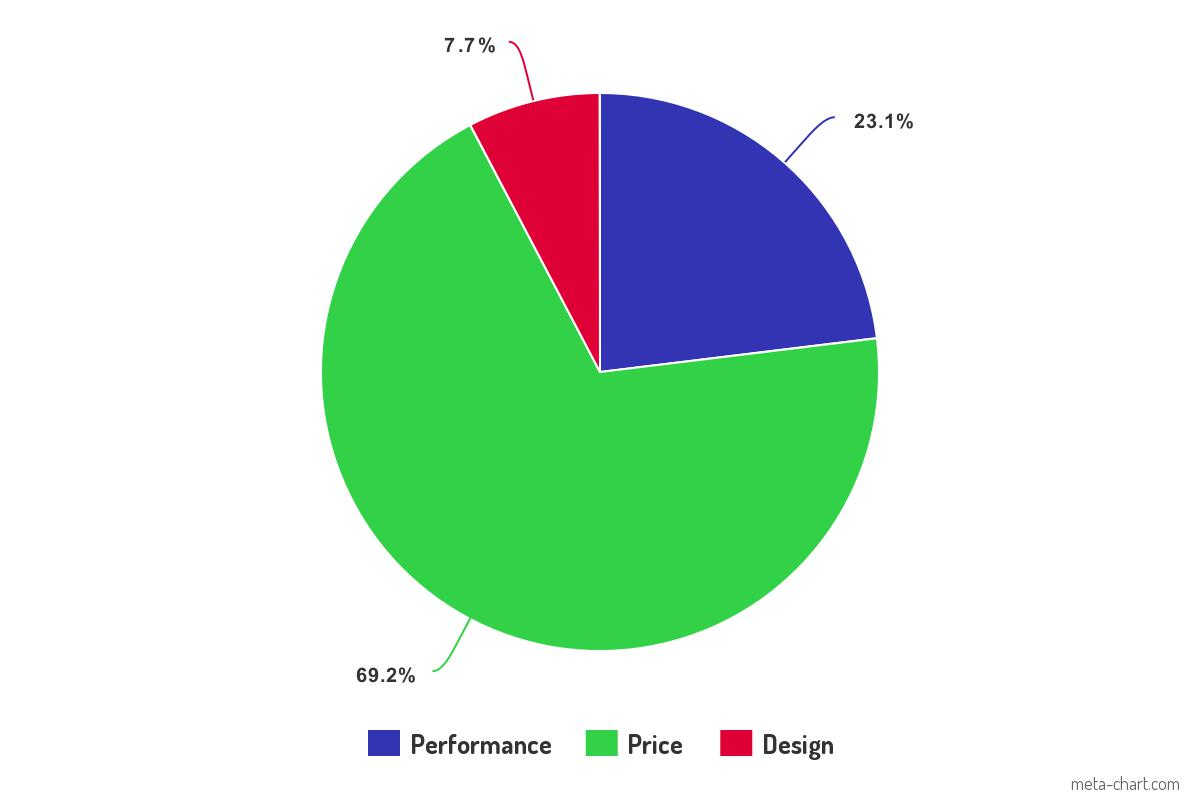 7.7%
23.1%
69.2%
Performance Price Design
meta-chart.com